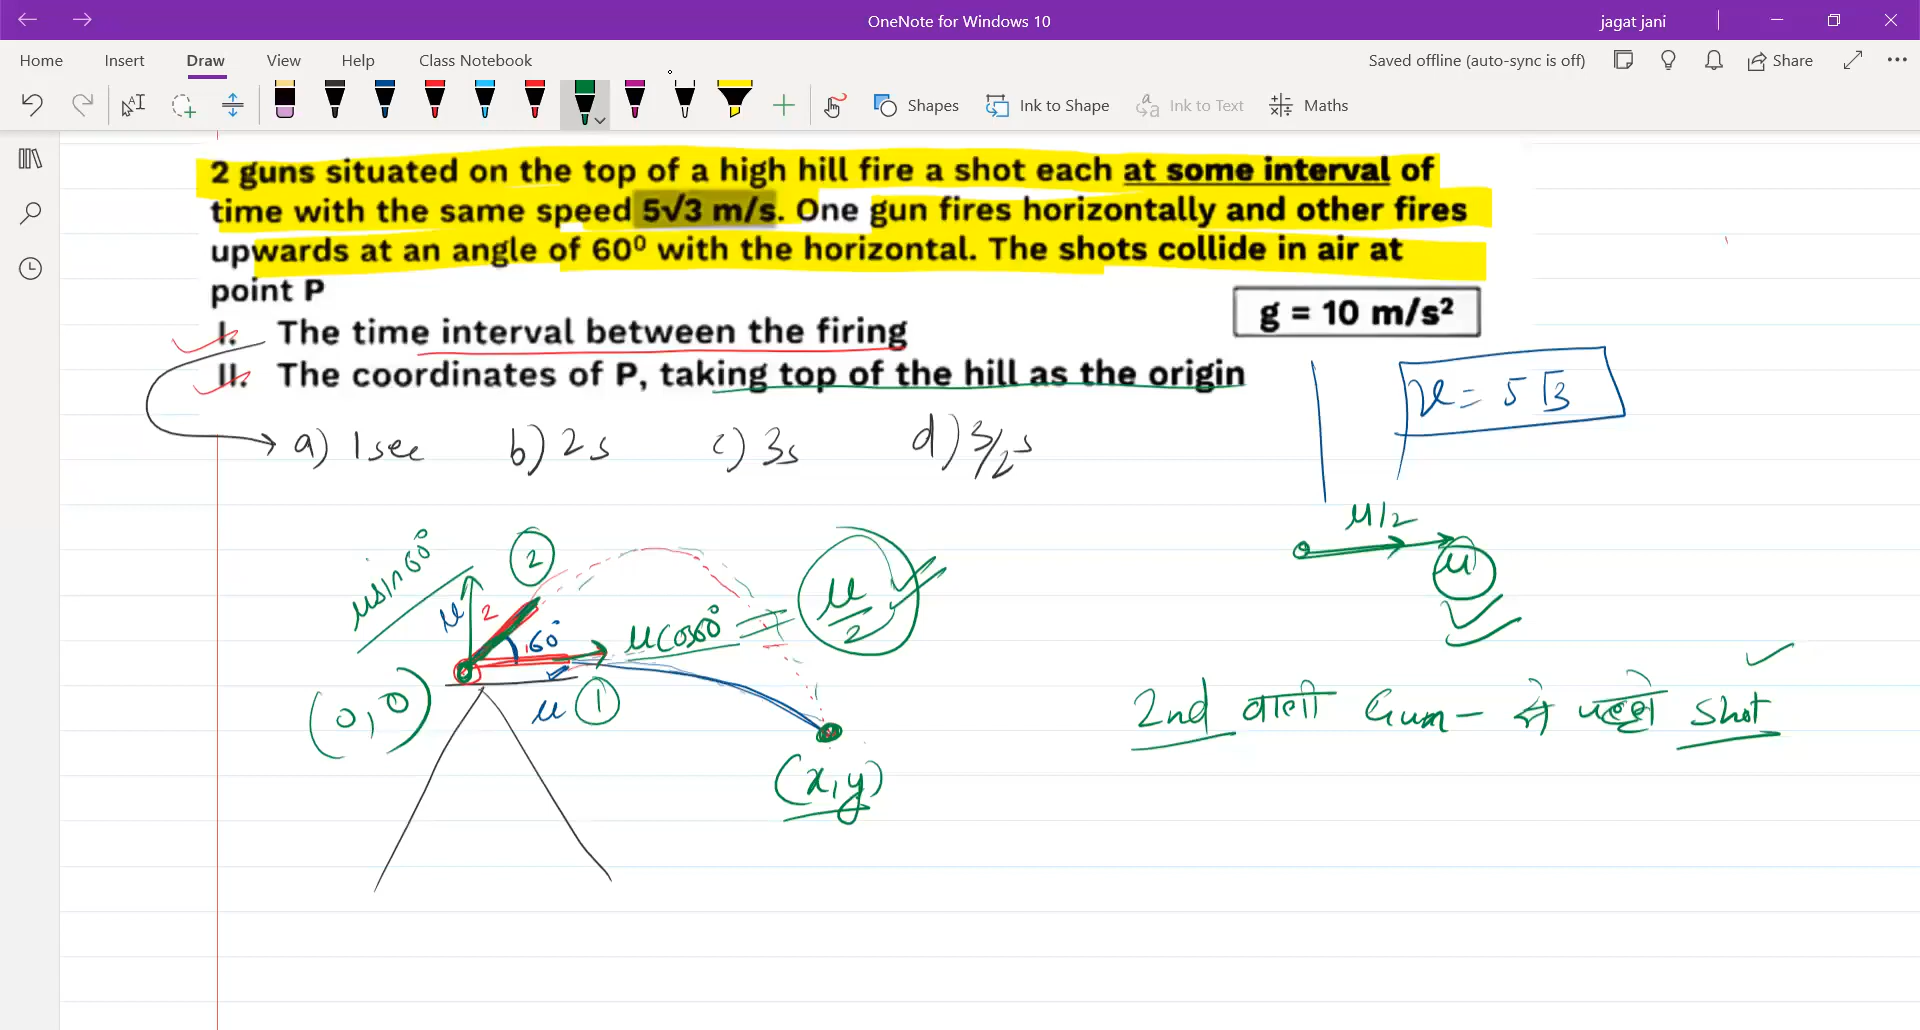 OneNote for Windows 10
jagat jani
Home Insert Draw View Help Class Notebook
Saved offline (auto-sync is off) Share
Shapes Ink to Shape Ink to Text Maths
2 guns situated on the top of a high hill fire a shot each at some interval of
time with the same speed 5√3 m/s. One gun fires horizontally and other fires
upwards at an angle of 60⁰ with the horizontal. The shots collide in air at
point P
g = 10 m/s²
I. The time interval between the firing
II. The coordinates of P, taking top of the hill as the origin
u = 5√3
a) 1 sec b) 2s c) 3s d) 3/2 s
u/2
u
u sin 60°
2
u
2
60°
u cos 60° = u/2
(0,0)
u 1
(x,y)
2nd वाली Gun - से पहले shot